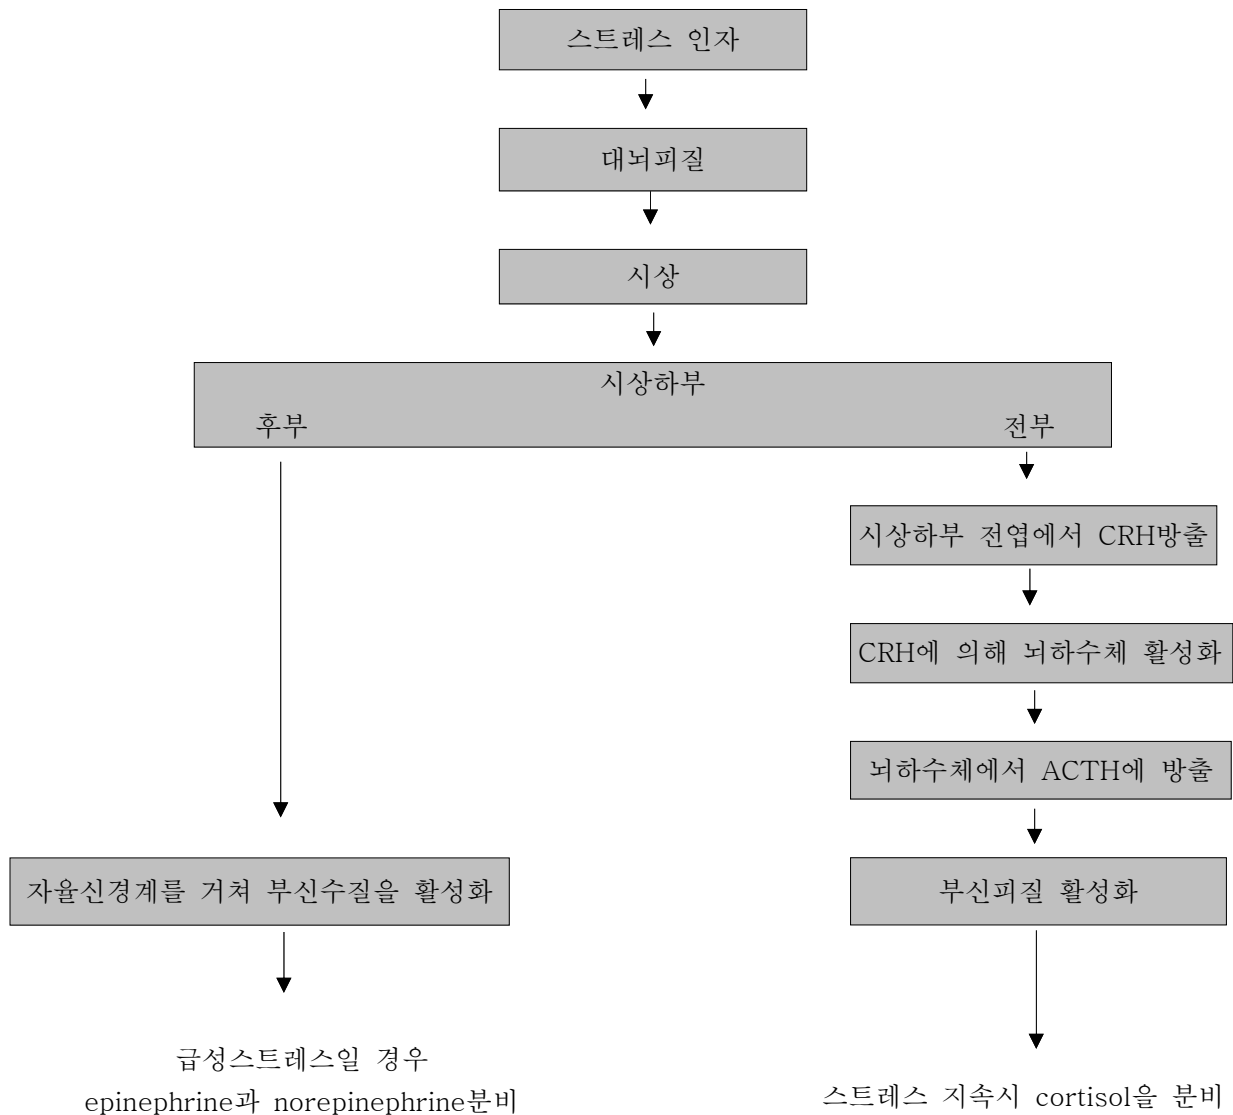 스트레스 인자
대뇌피질
시상
시상하부
후부
전부
시상하부 전엽에서 CRH방출
CRH에 의해 뇌하수체 활성화
뇌하수체에서 ACTH에 방출
자율신경계를 거쳐 부신수질을 활성화
부신피질 활성화
급성스트레스일 경우
epinephrine과 norepinephrine분비
스트레스 지속시 cortisol을 분비